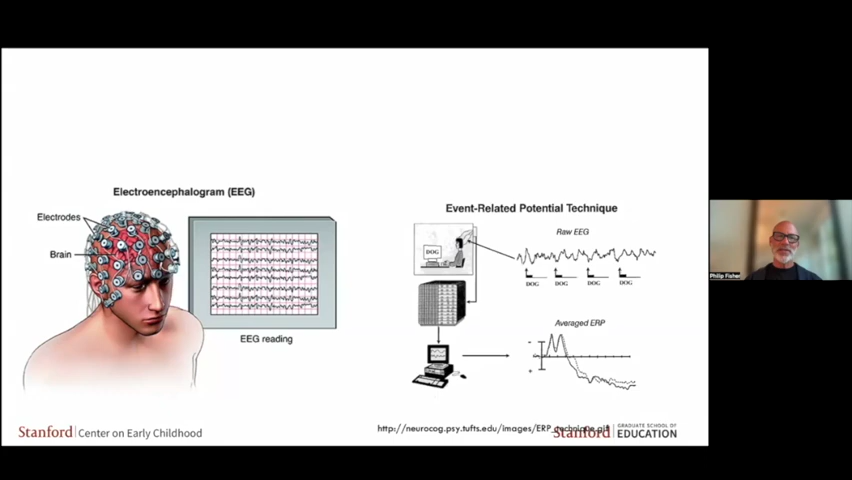 Electroencephalogram (EEG)
Electrodes
Brain
EEG reading
Event-Related Potential Technique
Raw EEG
DOG
DOG DOG DOG DOG
Averaged ERP
Stanford Center on Early Childhood
http://neurocog.psy.tufts.edu/images/ERP_technique.gif
Stanford GRADUATE SCHOOL OF
EDUCATION
Philip Fisher